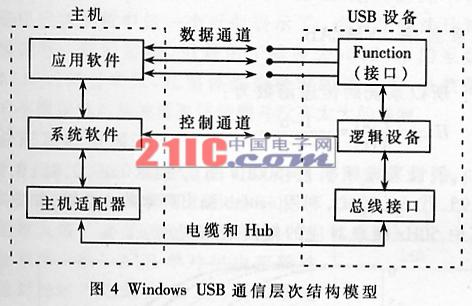 主机
USB 设备
应用软件
数据通道
Function
(接口)
系统软件
控制通道
逻辑设备
21IC.com
中国电子网
主机适配器
总线接口
电缆和 Hub
图 4 Windows USB 通信层次结构模型